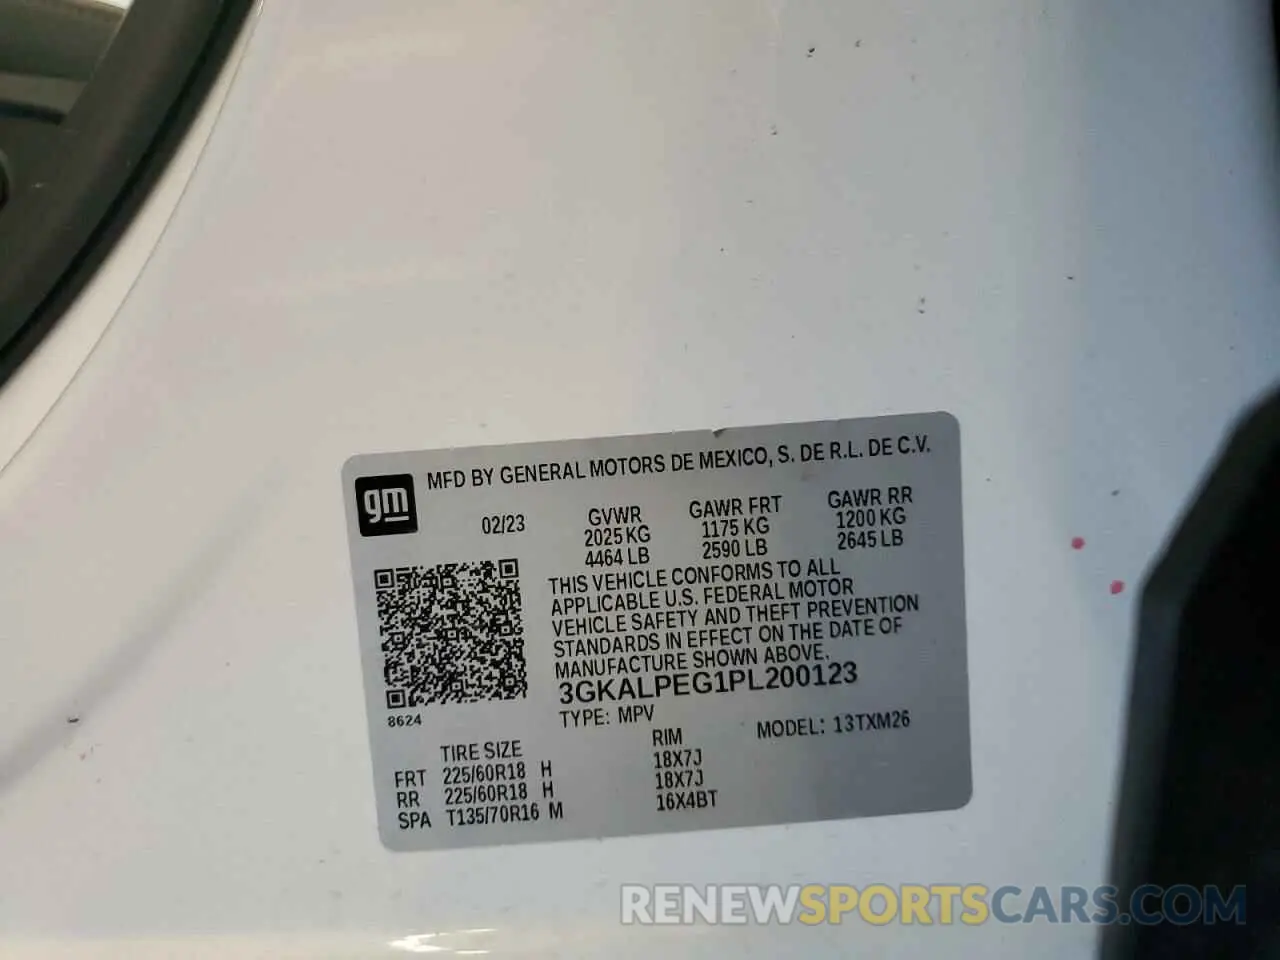 gm
MFD BY GENERAL MOTORS DE MEXICO, S. DE R.L. DE C.V.
02/23 GVWR GAWR FRT GAWR RR
2025 KG 1175 KG 1200 KG
4464 LB 2590 LB 2645 LB
THIS VEHICLE CONFORMS TO ALL
APPLICABLE U.S. FEDERAL MOTOR
VEHICLE SAFETY AND THEFT PREVENTION
STANDARDS IN EFFECT ON THE DATE OF
MANUFACTURE SHOWN ABOVE.
3GKALPEG1PL200123
8624
TYPE: MPV MODEL: 13TXM26
TIRE SIZE RIM
FRT 225/60R18 H 18X7J
RR 225/60R18 H 18X7J
SPA T135/70R16 M 16X4BT
RENEWSPORTSCARS.COM